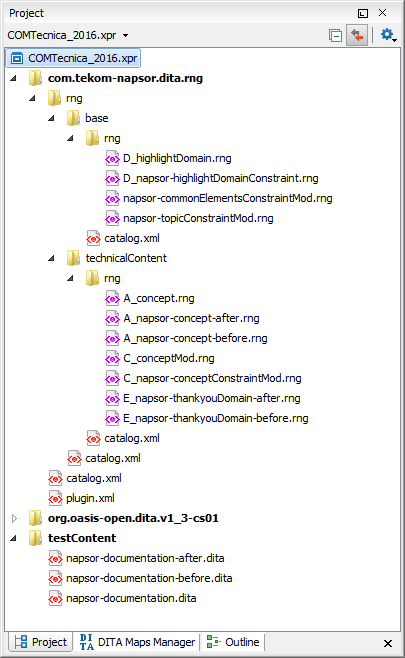 Project
COMTecnica_2016.xpr
COMTecnica_2016.xpr
com.tekom-napsor.dita.rng
rng
base
rng
D_highlightDomain.rng
D_napsor-highlightDomainConstraint.rng
napsor-commonElementsConstraintMod.rng
napsor-topicConstraintMod.rng
catalog.xml
technicalContent
rng
A_concept.rng
A_napsor-concept-after.rng
A_napsor-concept-before.rng
C_conceptMod.rng
C_napsor-conceptConstraintMod.rng
E_napsor-thankyouDomain-after.rng
E_napsor-thankyouDomain-before.rng
catalog.xml
catalog.xml
catalog.xml
plugin.xml
org.oasis-open.dita.v1_3-cs01
testContent
napsor-documentation-after.dita
napsor-documentation-before.dita
napsor-documentation.dita
Project DITA DITA Maps Manager Outline